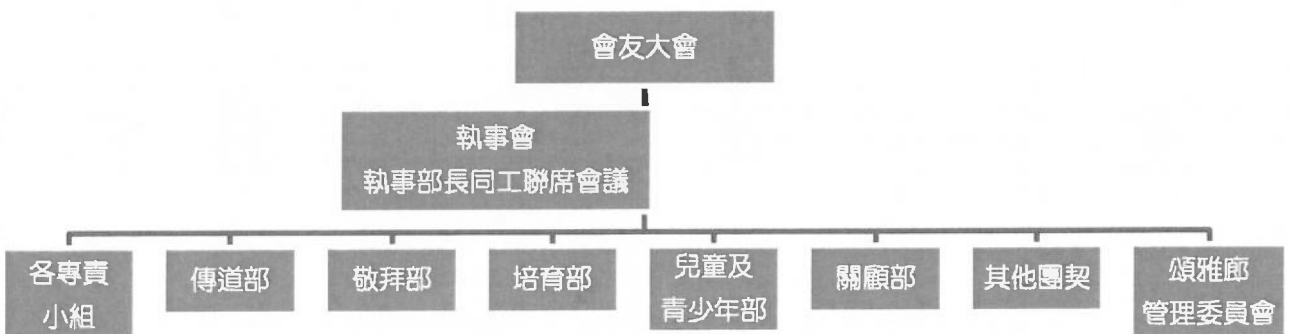 會友大會
執事會
執事部長同工聯席會議
各專責
小組
傳道部
敬拜部
培育部
兒童及
青少年部
關顧部
其他團契
頌雅廊
管理委員會